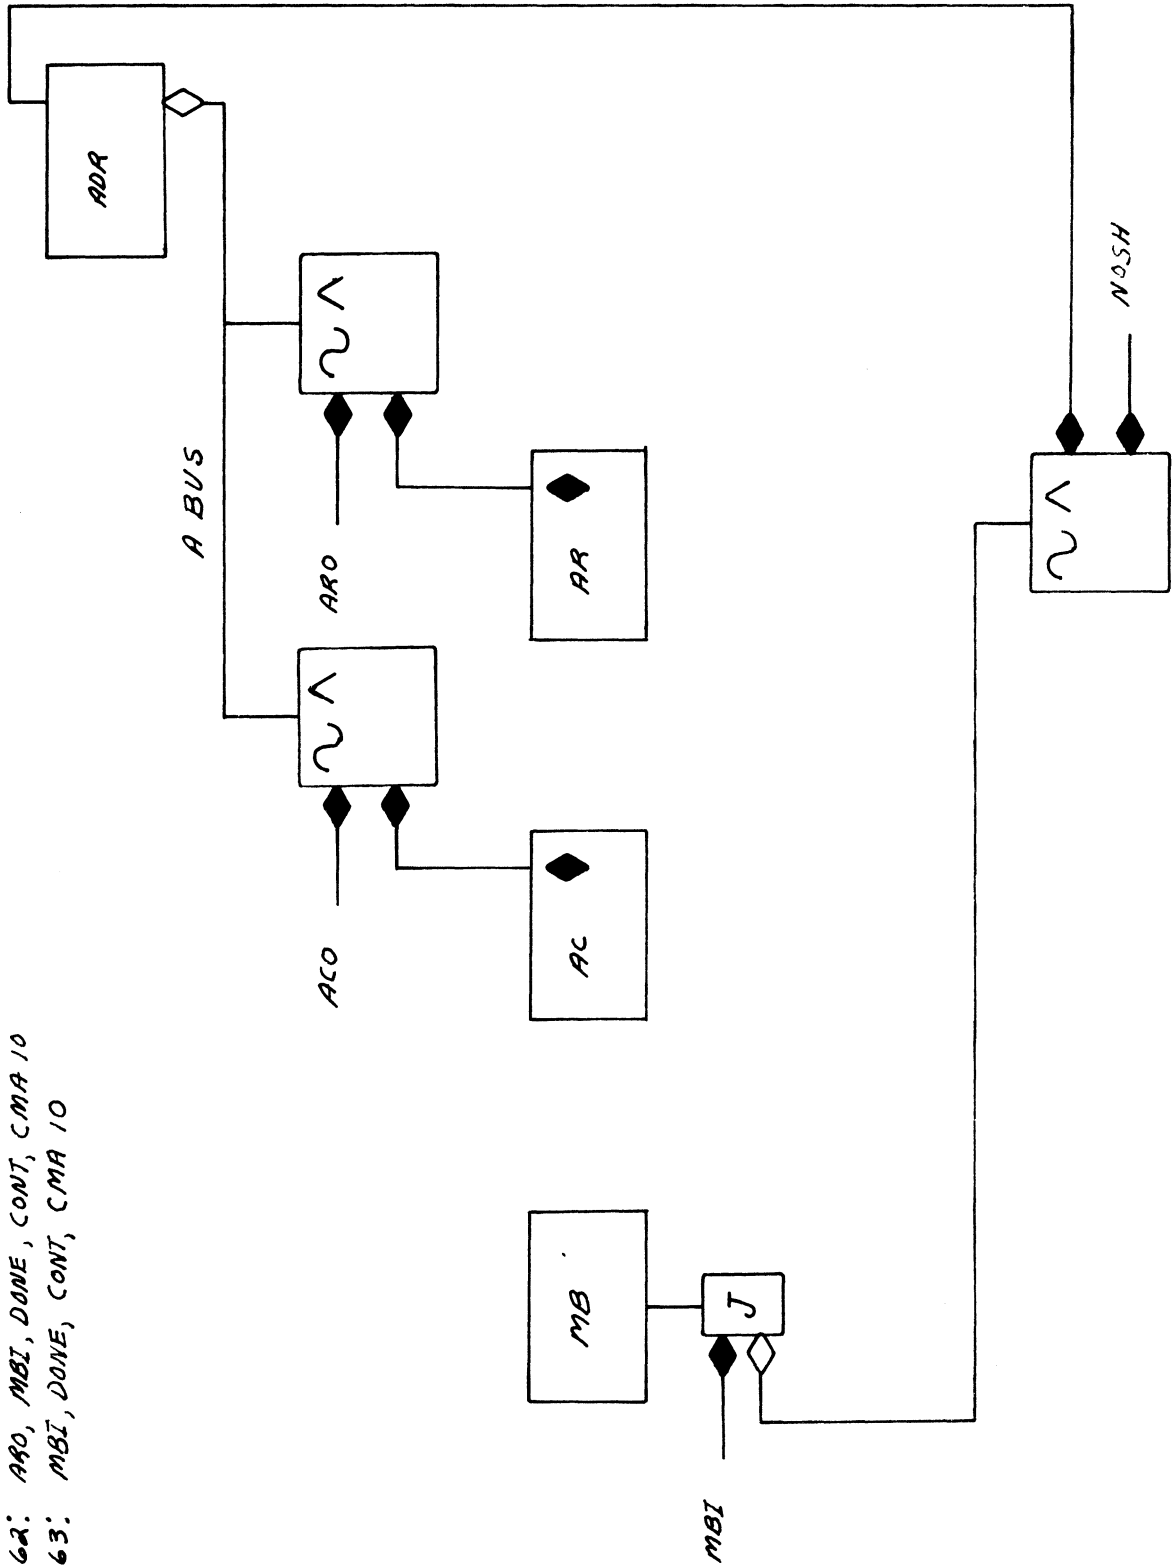 62: ARO, MBI, DONE, CONT, CMA 10
63: MBI, DONE, CONT, CMA 10
A BUS
ADR
ACO
ARO
~ ∧
~ ∧
MB
AC
AR
MBI
J
~ ∧
NOSH